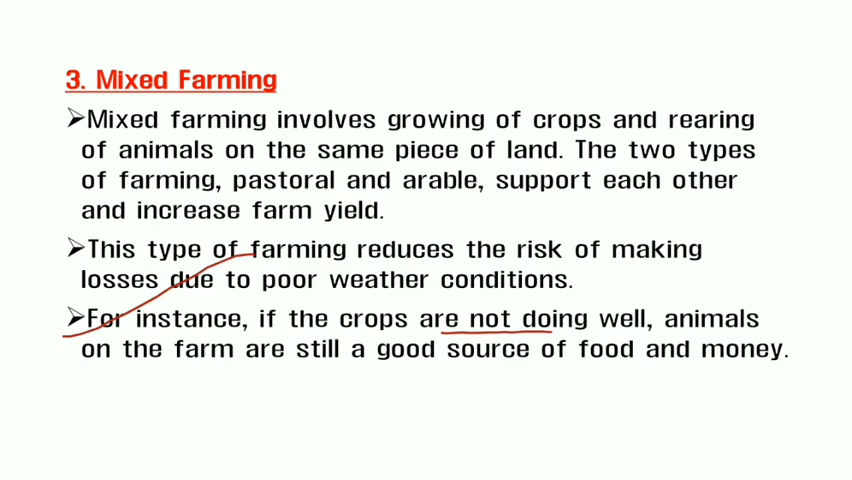 3. Mixed Farming
➢Mixed farming involves growing of crops and rearing
of animals on the same piece of land. The two types
of farming, pastoral and arable, support each other
and increase farm yield.
➢This type of farming reduces the risk of making
losses due to poor weather conditions.
➢For instance, if the crops are not doing well, animals
on the farm are still a good source of food and money.